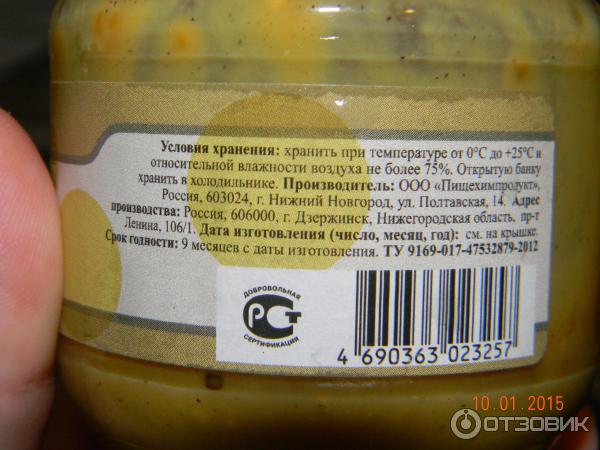 Условия хранения: хранить при температуре от 0°С до +25°С и
относительной влажности воздуха не более 75%. Открытую банку
хранить в холодильнике. Производитель: ООО «Пищехимпродукт»,
Россия, 603024, г. Нижний Новгород, ул. Полтавская, 14. Адрес
производства: Россия, 606000, г. Дзержинск, Нижегородская область, пр-т
Ленина, 106/1. Дата изготовления (число, месяц, год): см. на крышке.
Срок годности: 9 месяцев с даты изготовления. ТУ 9169-017-47532879-2012
ДОБРОВОЛЬНАЯ
РСТ
СЕРТИФИКАЦИЯ
4 690363 023257
10.01.2015
ОТЗОВИК